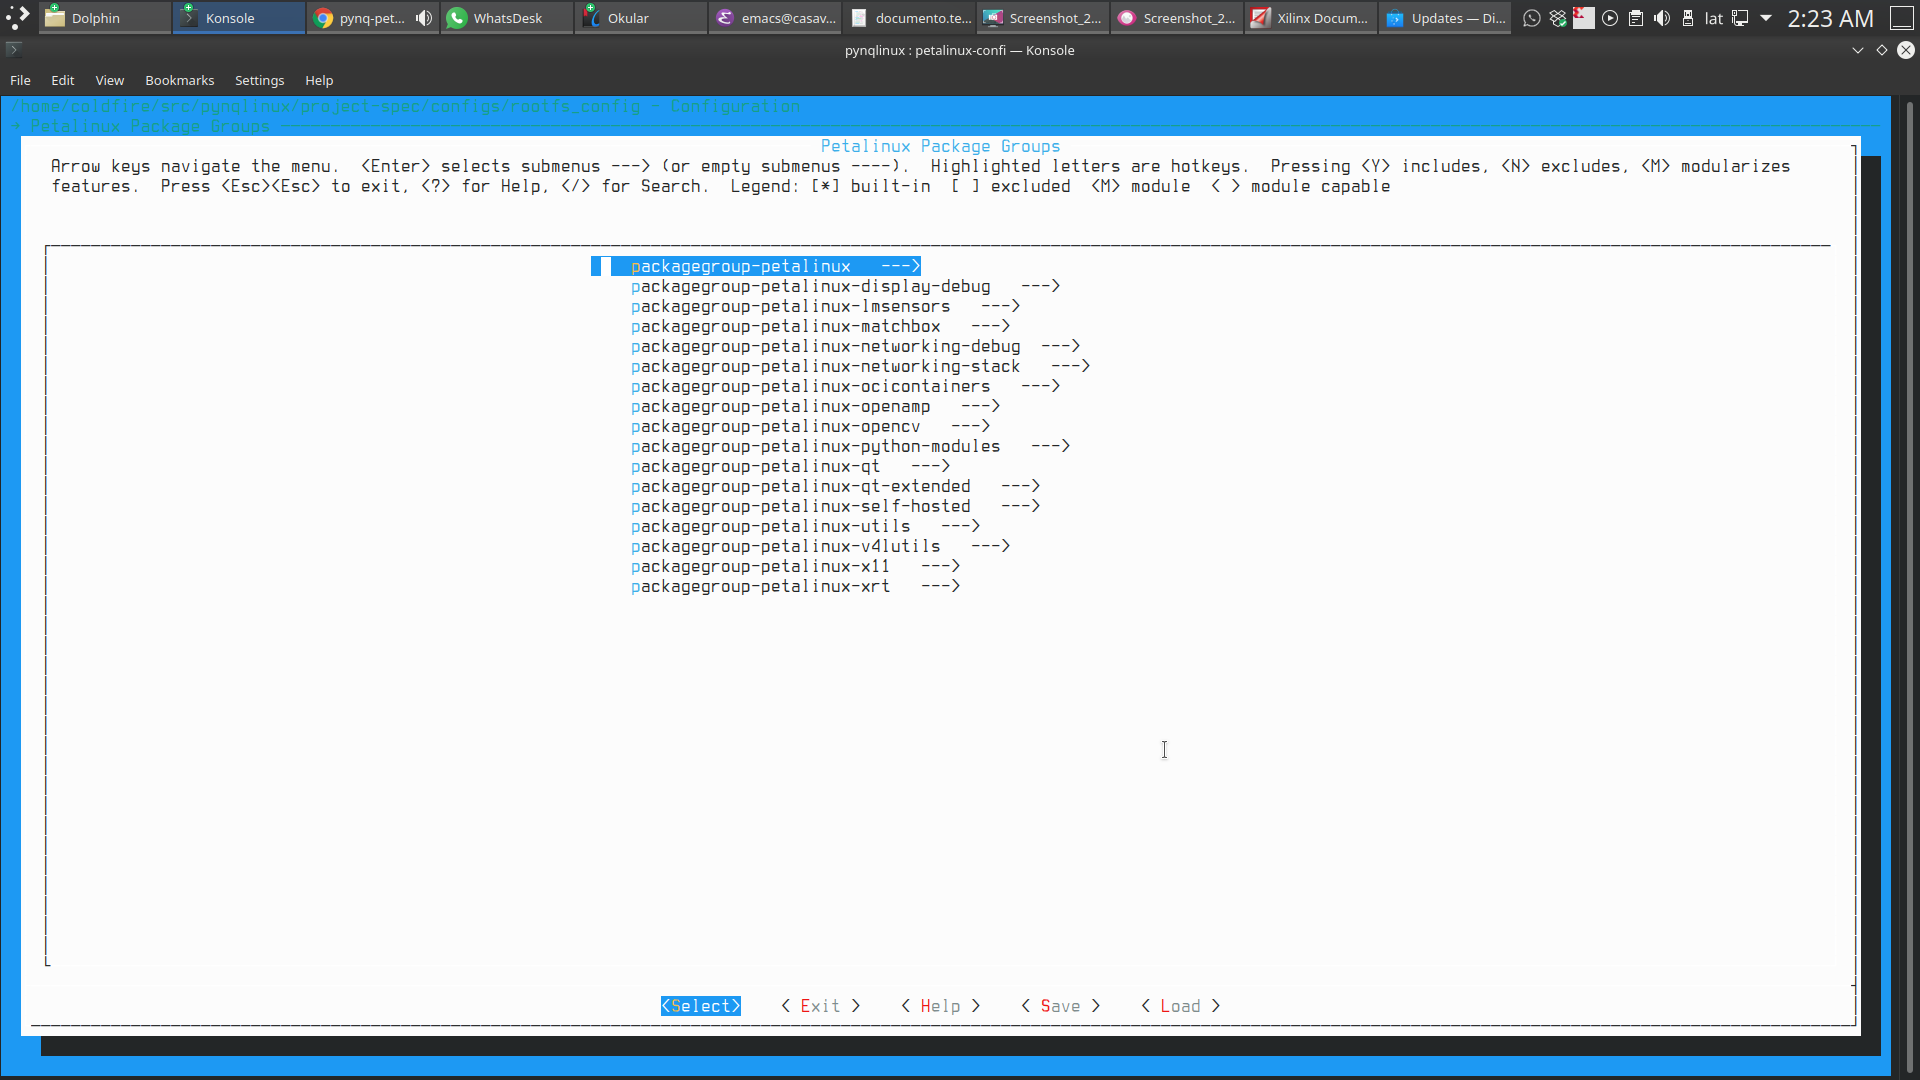 Dolphin Konsole pynq-pet... WhatsDesk Okular emacs@casav... documento.te... Screenshot_2... Screenshot_2... Xilinx Docum... Updates — Di... lat 2:23 AM
pynqlinux : petalinux-confi — Konsole
File Edit View Bookmarks Settings Help
/home/coldfire/src/pynqlinux/project-spec/configs/rootfs_config - Configuration
→ Petalinux Package Groups
Petalinux Package Groups
Arrow keys navigate the menu.  <Enter> selects submenus ---> (or empty submenus ----).  Highlighted letters are hotkeys.  Pressing <Y> includes, <N> excludes, <M> modularizes
features.  Press <Esc><Esc> to exit, <?> for Help, </> for Search.  Legend: [*] built-in  [ ] excluded  <M> module  < > module capable
packagegroup-petalinux   --->
packagegroup-petalinux-display-debug   --->
packagegroup-petalinux-lmsensors   --->
packagegroup-petalinux-matchbox   --->
packagegroup-petalinux-networking-debug  --->
packagegroup-petalinux-networking-stack   --->
packagegroup-petalinux-ocicontainers   --->
packagegroup-petalinux-openamp   --->
packagegroup-petalinux-opencv   --->
packagegroup-petalinux-python-modules   --->
packagegroup-petalinux-qt   --->
packagegroup-petalinux-qt-extended   --->
packagegroup-petalinux-self-hosted   --->
packagegroup-petalinux-utils   --->
packagegroup-petalinux-v4lutils   --->
packagegroup-petalinux-x11   --->
packagegroup-petalinux-xrt   --->
<Select>    < Exit >    < Help >    < Save >    < Load >